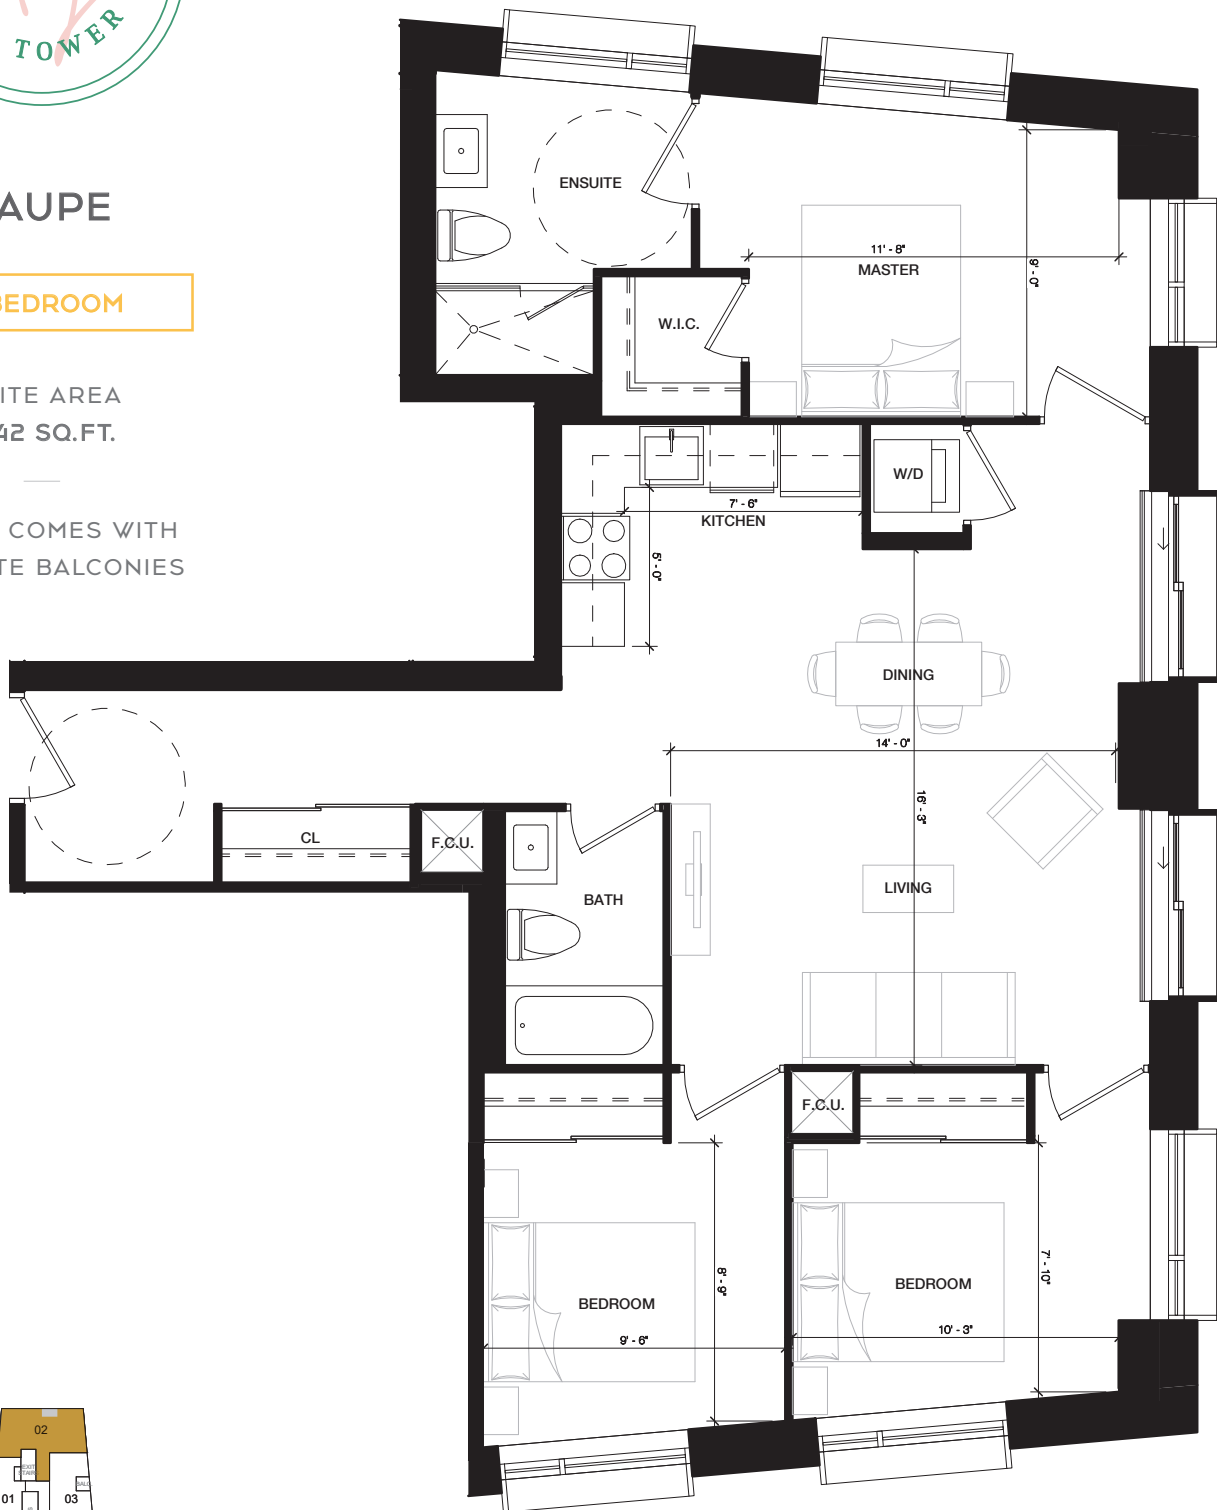 TOWER
AUPE
BEDROOM
ITE AREA
42 SQ.FT.
COMES WITH
TE BALCONIES
ENSUITE
11' - 8"
MASTER
9' - 0"
W.I.C.
W/D
7' - 6"
KITCHEN
5' - 0"
DINING
14' - 0"
16' - 3"
CL
F.C.U.
BATH
LIVING
F.C.U.
8' - 9"
7' - 10"
BEDROOM
BEDROOM
9' - 6"
10' - 3"
02
EXIT
01
03